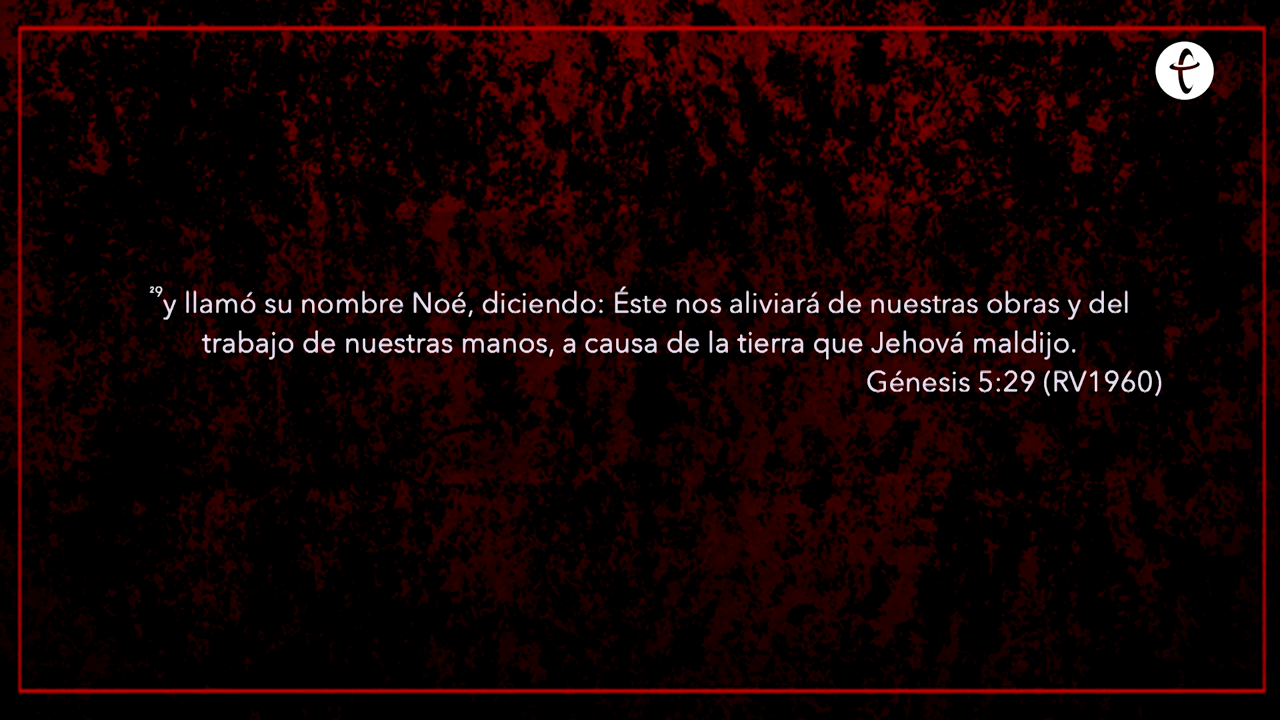 ²⁹y llamó su nombre Noé, diciendo: Éste nos aliviará de nuestras obras y del
trabajo de nuestras manos, a causa de la tierra que Jehová maldijo.
Génesis 5:29 (RV1960)